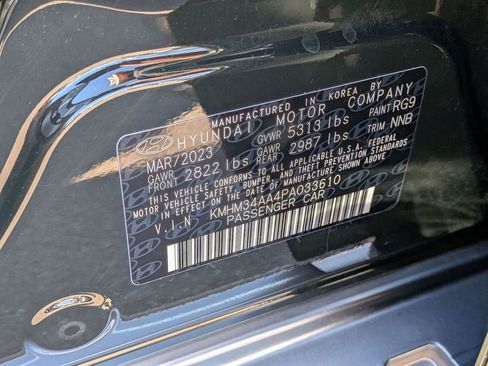 MANUFACTURED IN KOREA BY
HYUNDAI MOTOR COMPANY
MAR/2023 GVWR 5313 lbs PAINT RG9
GAWR FRONT 2822 lbs GAWR REAR 2987 lbs TRIM NNB
THIS VEHICLE CONFORMS TO ALL APPLICABLE U.S.A. FEDERAL
MOTOR VEHICLE SAFETY, BUMPER, AND THEFT PREVENTION STANDARDS
IN EFFECT ON THE DATE OF MANUFACTURE SHOWN ABOVE.
V.I.N KMHM34AA4PA033610
PASSENGER CAR